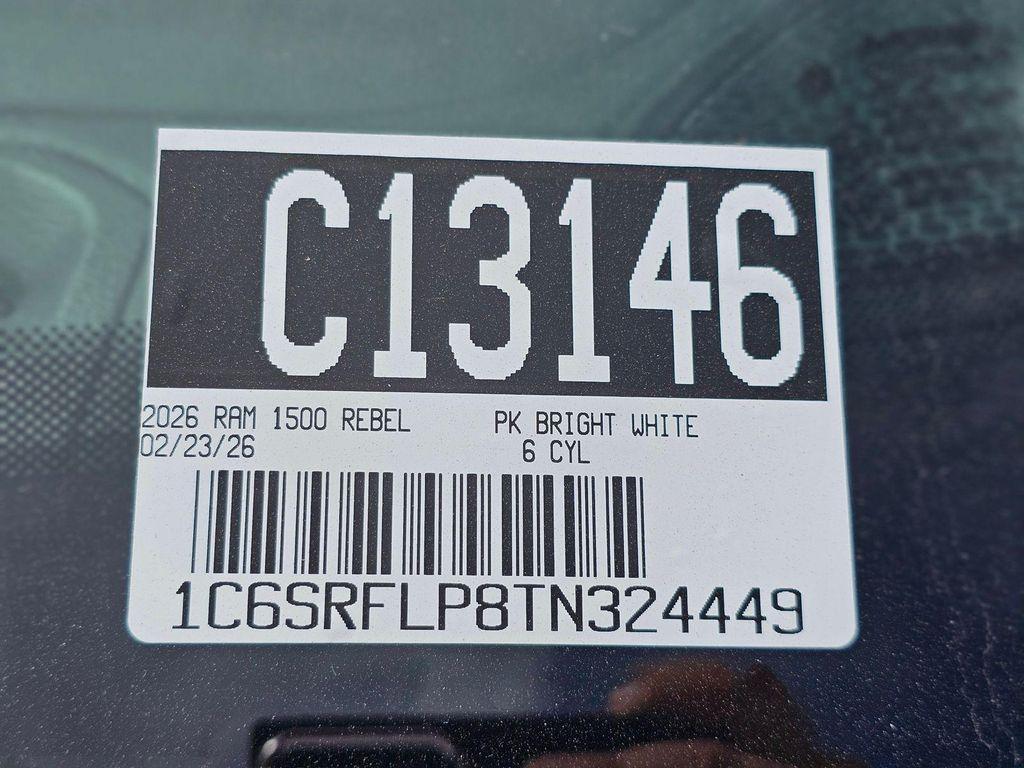 C13146
2026 RAM 1500 REBEL PK BRIGHT WHITE
02/23/26 6 CYL
1C6SRFLP8TN324449